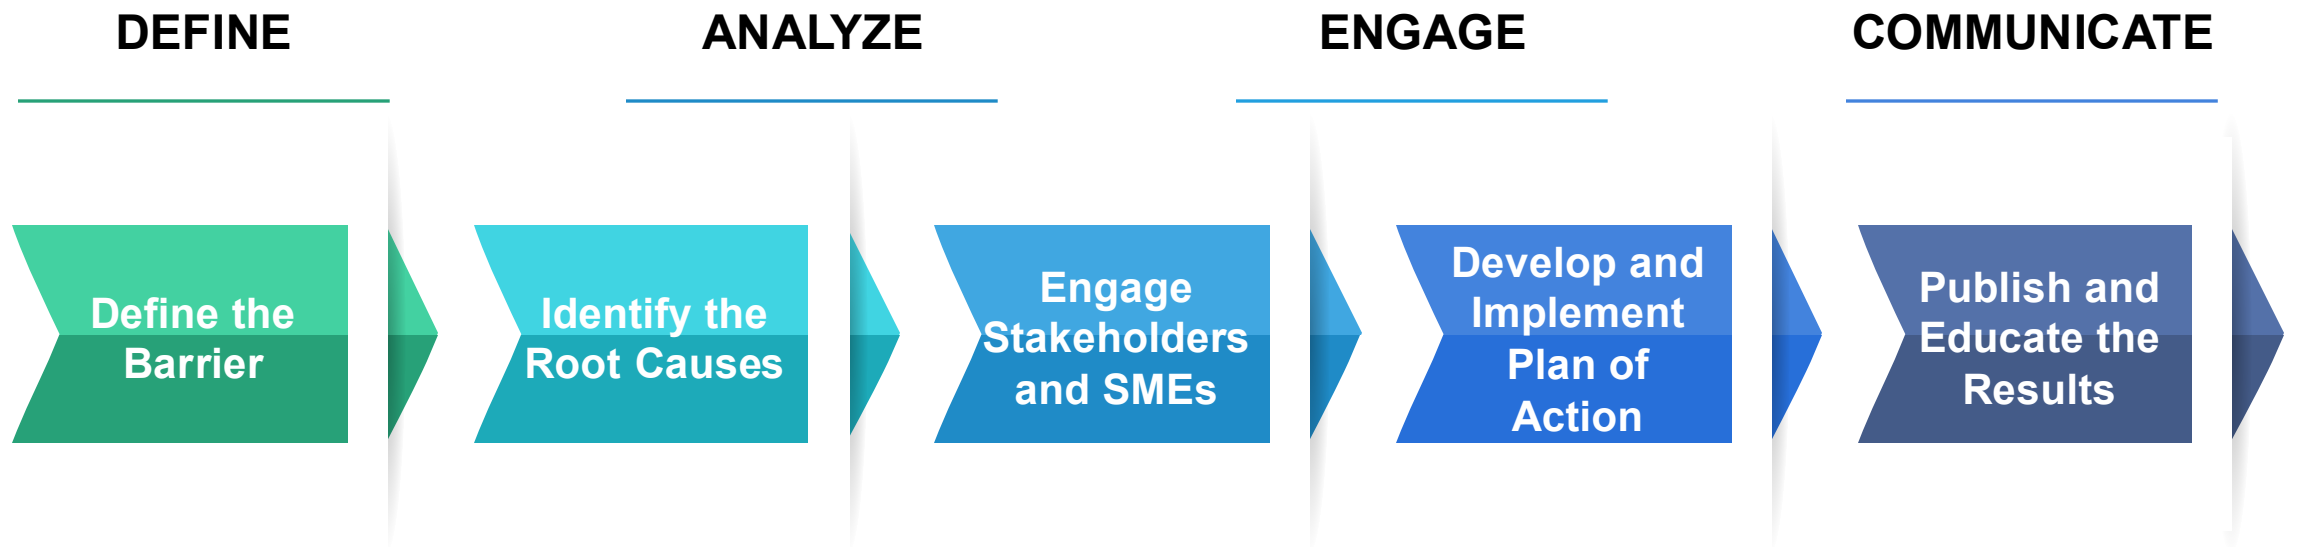 DEFINE
ANALYZE
ENGAGE
COMMUNICATE
Define the
Barrier
Identify the
Root Causes
Engage
Stakeholders
and SMEs
Develop and
Implement
Plan of
Action
Publish and
Educate the
Results